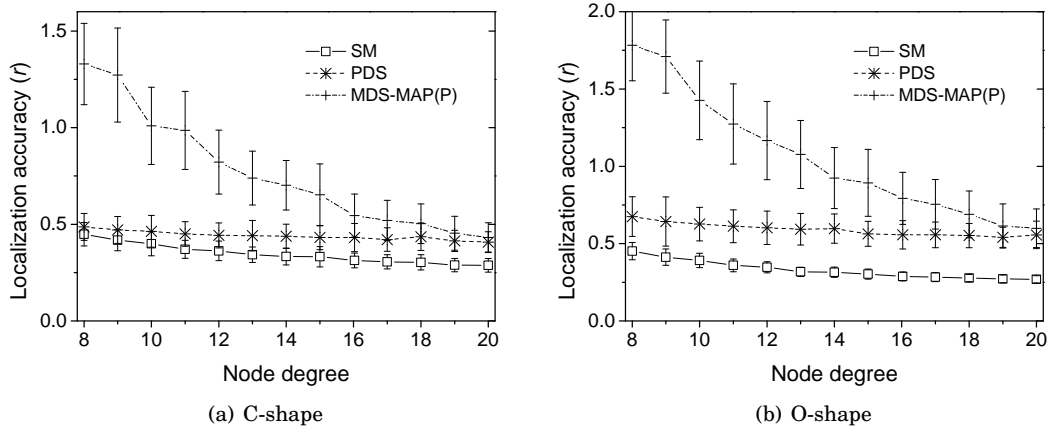 1.5
1.0
0.5
0.0
Localization accuracy (r)
SM
PDS
MDS-MAP(P)
8 10 12 14 16 18 20
Node degree
(a) C-shape
2.0
1.5
1.0
0.5
0.0
Localization accuracy (r)
SM
PDS
MDS-MAP(P)
8 10 12 14 16 18 20
Node degree
(b) O-shape